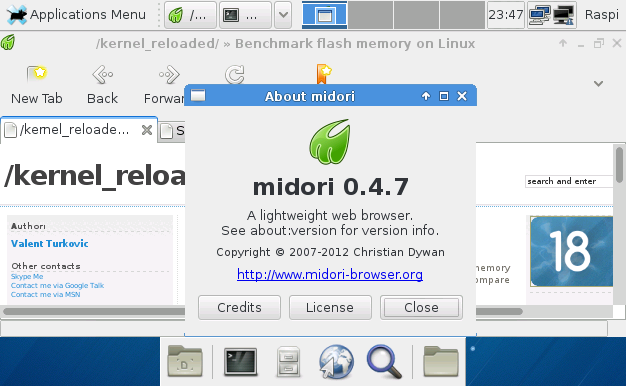 Applications Menu
/...
...
23:47
Raspi
/kernel_reloaded/ » Benchmark flash memory on Linux
New Tab
Back
Forwa
/kernel_reloade...
S
About midori
/kernel_reloa
search and enter
midori 0.4.7
A lightweight web browser.
See about:version for version info.
Copyright © 2007-2012 Christian Dywan
http://www.midori-browser.org
Credits
License
Close
Author:
Valent Turkovic
Other contacts
Skype Me
Contact me via Google Talk
Contact me via MSN
memory
ompare
18